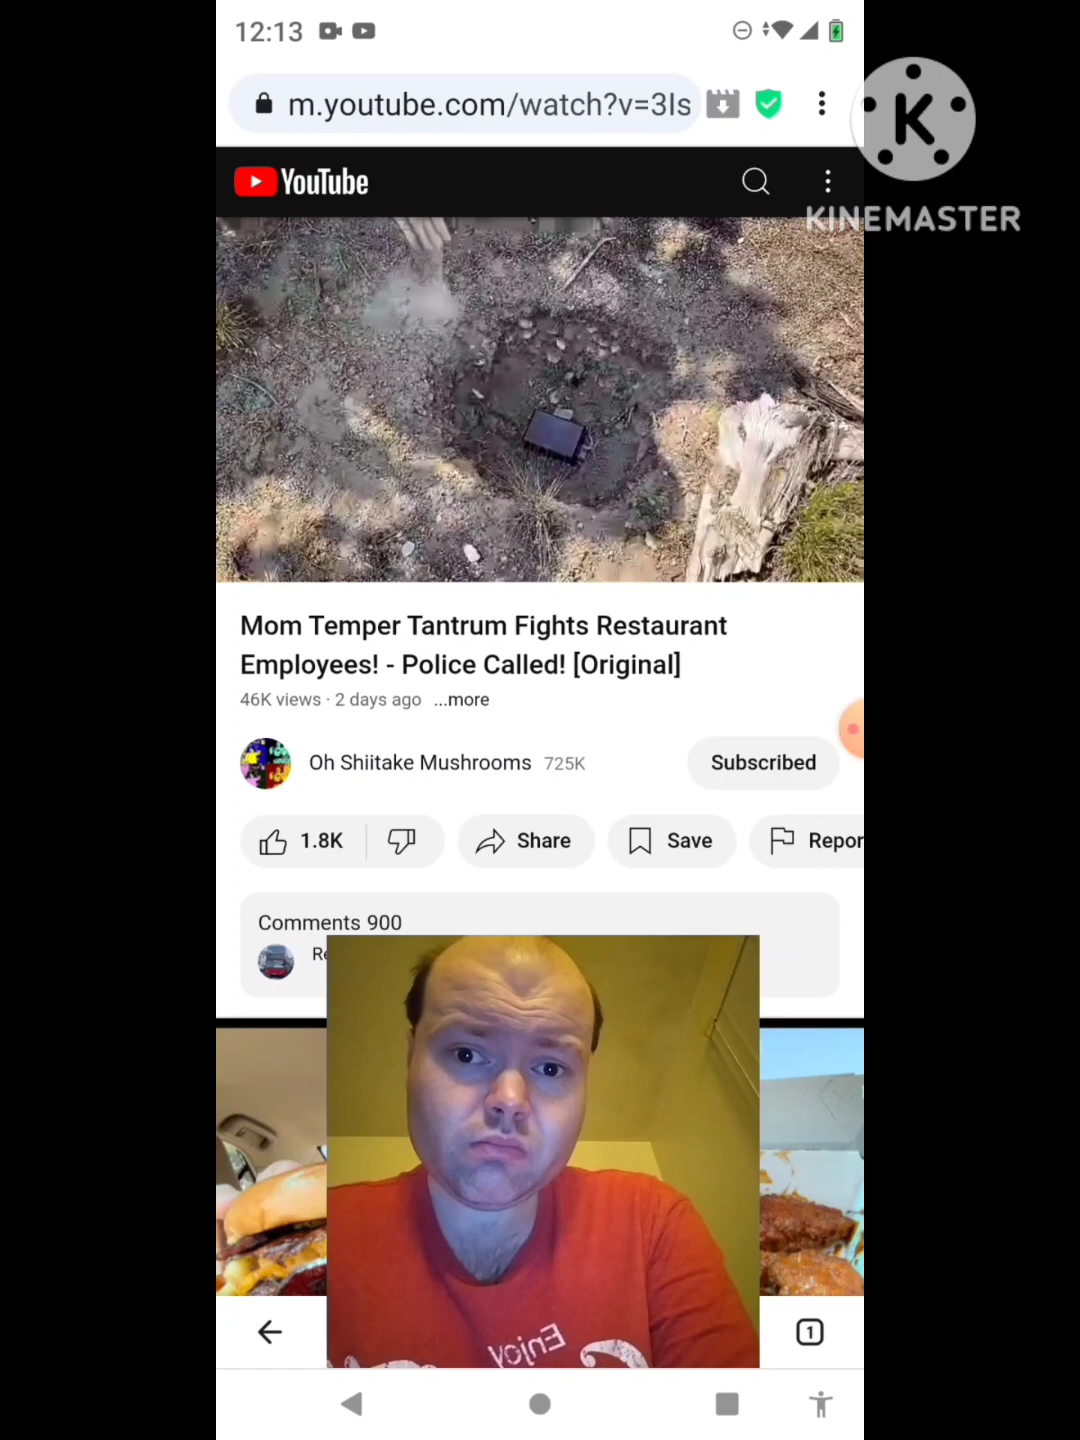 12:13
m.youtube.com/watch?v=3Is
K
KINEMASTER
YouTube
Mom Temper Tantrum Fights Restaurant
Employees! - Police Called! [Original]
46K views · 2 days ago ...more
Oh Shiitake Mushrooms 725K
Subscribed
1.8K
Share
Save
Repor
Comments 900
Re
Enjoy
1